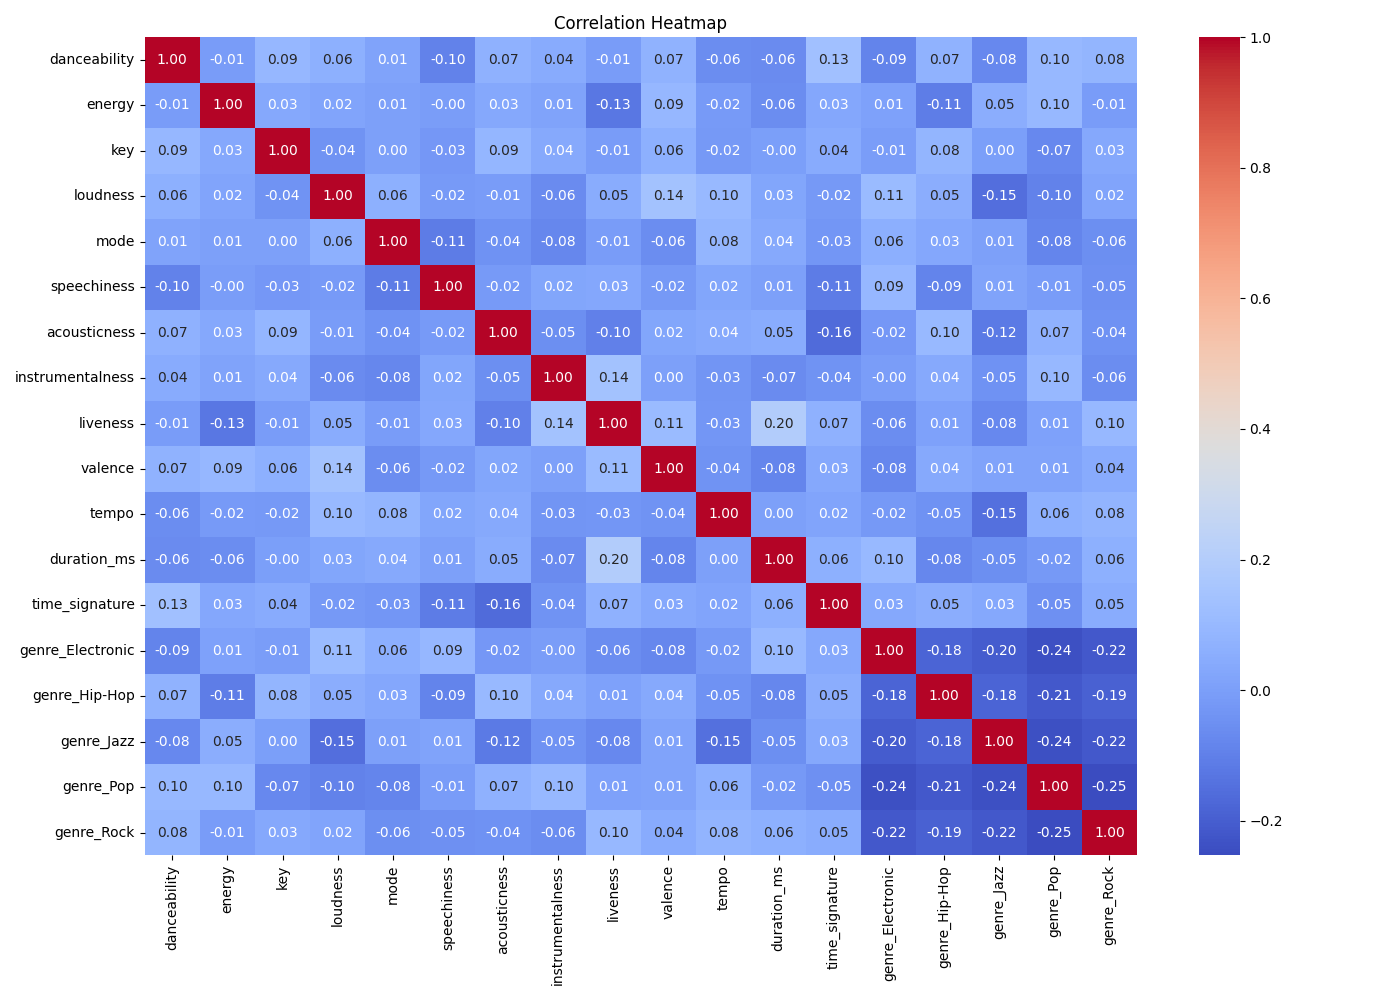 Correlation Heatmap
danceability 1.00 -0.01 0.09 0.06 0.01 -0.10 0.07 0.04 -0.01 0.07 -0.06 -0.06 0.13 -0.09 0.07 -0.08 0.10 0.08
energy -0.01 1.00 0.03 0.02 0.01 -0.00 0.03 0.01 -0.13 0.09 -0.02 -0.06 0.03 0.01 -0.11 0.05 0.10 -0.01
key 0.09 0.03 1.00 -0.04 0.00 -0.03 0.09 0.04 -0.01 0.06 -0.02 -0.00 0.04 -0.01 0.08 0.00 -0.07 0.03
loudness 0.06 0.02 -0.04 1.00 0.06 -0.02 -0.01 -0.06 0.05 0.14 0.10 0.03 -0.02 0.11 0.05 -0.15 -0.10 0.02
mode 0.01 0.01 0.00 0.06 1.00 -0.11 -0.04 -0.08 -0.01 -0.06 0.08 0.04 -0.03 0.06 0.03 0.01 -0.08 -0.06
speechiness -0.10 -0.00 -0.03 -0.02 -0.11 1.00 -0.02 0.02 0.03 -0.02 0.02 0.01 -0.11 0.09 -0.09 0.01 -0.01 -0.05
acousticness 0.07 0.03 0.09 -0.01 -0.04 -0.02 1.00 -0.05 -0.10 0.02 0.04 0.05 -0.16 -0.02 0.10 -0.12 0.07 -0.04
instrumentalness 0.04 0.01 0.04 -0.06 -0.08 0.02 -0.05 1.00 0.14 0.00 -0.03 -0.07 -0.04 -0.00 0.04 -0.05 0.10 -0.06
liveness -0.01 -0.13 -0.01 0.05 -0.01 0.03 -0.10 0.14 1.00 0.11 -0.03 0.20 0.07 -0.06 0.01 -0.08 0.01 0.10
valence 0.07 0.09 0.06 0.14 -0.06 -0.02 0.02 0.00 0.11 1.00 -0.04 -0.08 0.03 -0.08 0.04 0.01 0.01 0.04
tempo -0.06 -0.02 -0.02 0.10 0.08 0.02 0.04 -0.03 -0.03 -0.04 1.00 0.00 0.02 -0.02 -0.05 -0.15 0.06 0.08
duration_ms -0.06 -0.06 -0.00 0.03 0.04 0.01 0.05 -0.07 0.20 -0.08 0.00 1.00 0.06 0.10 -0.08 -0.05 -0.02 0.06
time_signature 0.13 0.03 0.04 -0.02 -0.03 -0.11 -0.16 -0.04 0.07 0.03 0.02 0.06 1.00 0.03 0.05 0.03 -0.05 0.05
genre_Electronic -0.09 0.01 -0.01 0.11 0.06 0.09 -0.02 -0.00 -0.06 -0.08 -0.02 0.10 0.03 1.00 -0.18 -0.20 -0.24 -0.22
genre_Hip-Hop 0.07 -0.11 0.08 0.05 0.03 -0.09 0.10 0.04 0.01 0.04 -0.05 -0.08 0.05 -0.18 1.00 -0.18 -0.21 -0.19
genre_Jazz -0.08 0.05 0.00 -0.15 0.01 0.01 -0.12 -0.05 -0.08 0.01 -0.15 -0.05 0.03 -0.20 -0.18 1.00 -0.24 -0.22
genre_Pop 0.10 0.10 -0.07 -0.10 -0.08 -0.01 0.07 0.10 0.01 0.01 0.06 -0.02 -0.05 -0.24 -0.21 -0.24 1.00 -0.25
genre_Rock 0.08 -0.01 0.03 0.02 -0.06 -0.05 -0.04 -0.06 0.10 0.04 0.08 0.06 0.05 -0.22 -0.19 -0.22 -0.25 1.00
danceability
energy
key
loudness
mode
speechiness
acousticness
instrumentalness
liveness
valence
tempo
duration_ms
time_signature
genre_Electronic
genre_Hip-Hop
genre_Jazz
genre_Pop
genre_Rock
1.0
0.8
0.6
0.4
0.2
0.0
−0.2